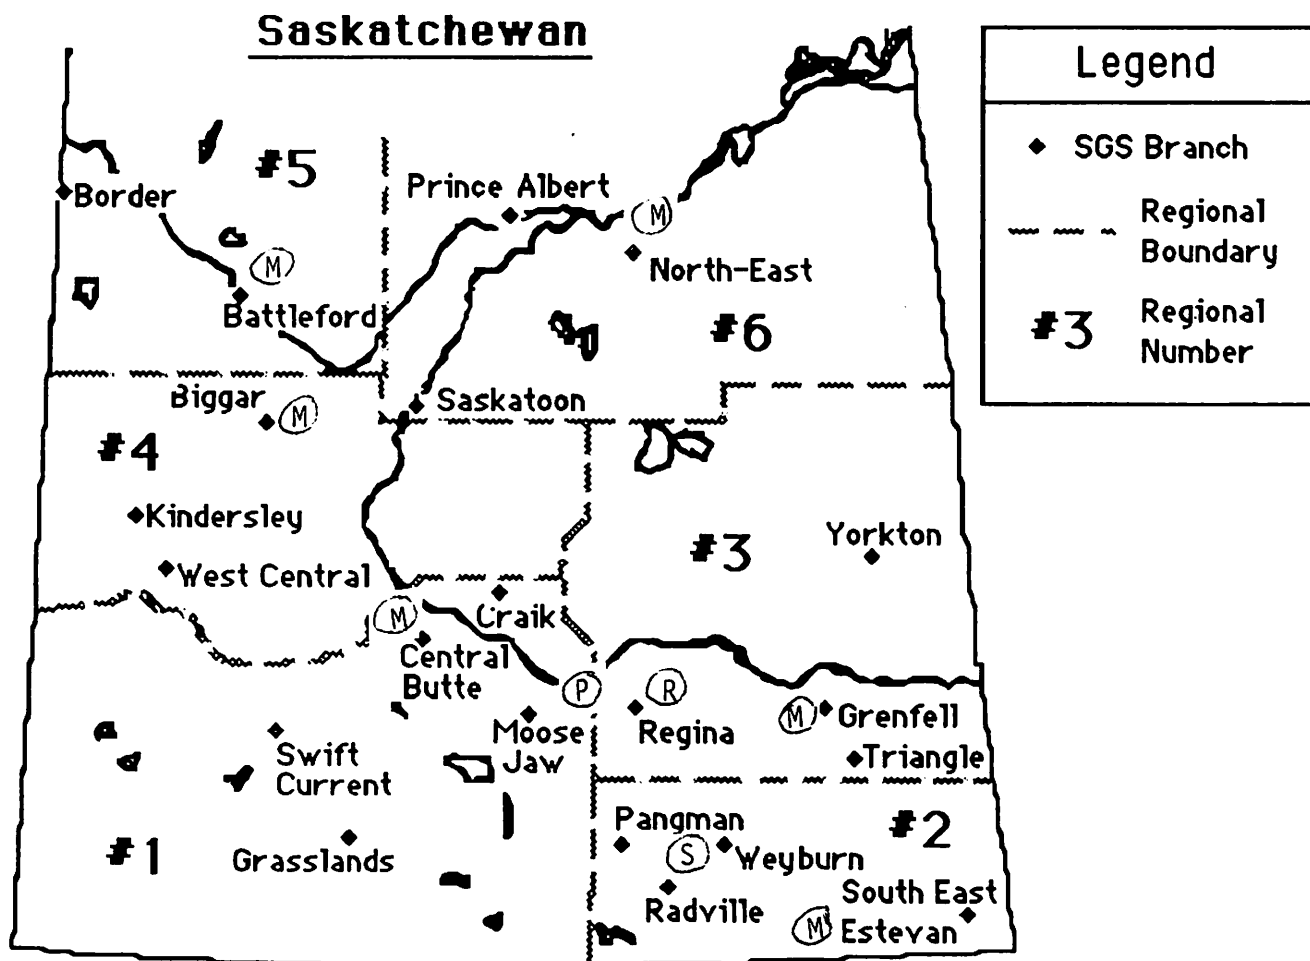 Saskatchewan
Legend
SGS Branch
Regional
Boundary
#3
Regional
Number
#5
Border
Prince Albert
M
North-East
M
Battleford
#6
Biggar
M
Saskatoon
#4
Kindersley
West Central
#3
Yorkton
M
Craik
Central
Butte
P
R
Moose
Jaw
Regina
M
Grenfell
Triangle
Swift
Current
#1
Grasslands
Pangman
#2
S
Weyburn
Radville
South East
M
Estevan